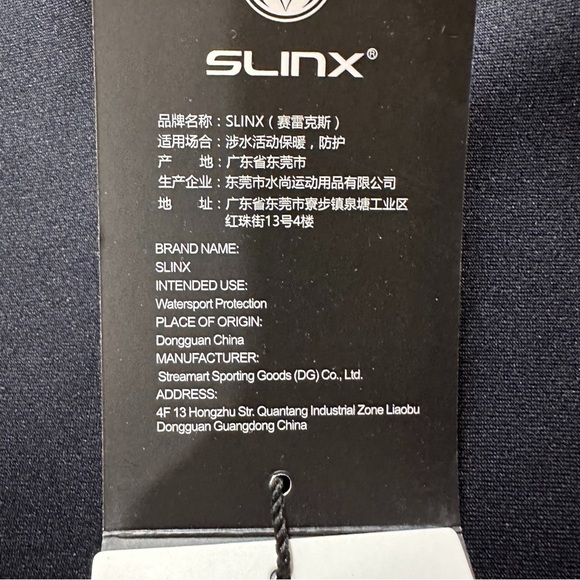 SLINX®
品牌名称：SLINX（赛雷克斯）
适用场合：涉水活动保暖，防护
产 地：广东省东莞市
生产企业：东莞市水尚运动用品有限公司
地 址：广东省东莞市寮步镇泉塘工业区
红珠街13号4楼
BRAND NAME:
SLINX
INTENDED USE:
Watersport Protection
PLACE OF ORIGIN:
Dongguan China
MANUFACTURER:
Streamart Sporting Goods (DG) Co., Ltd.
ADDRESS:
4F 13 Hongzhu Str. Quantang Industrial Zone Liaobu
Dongguan Guangdong China